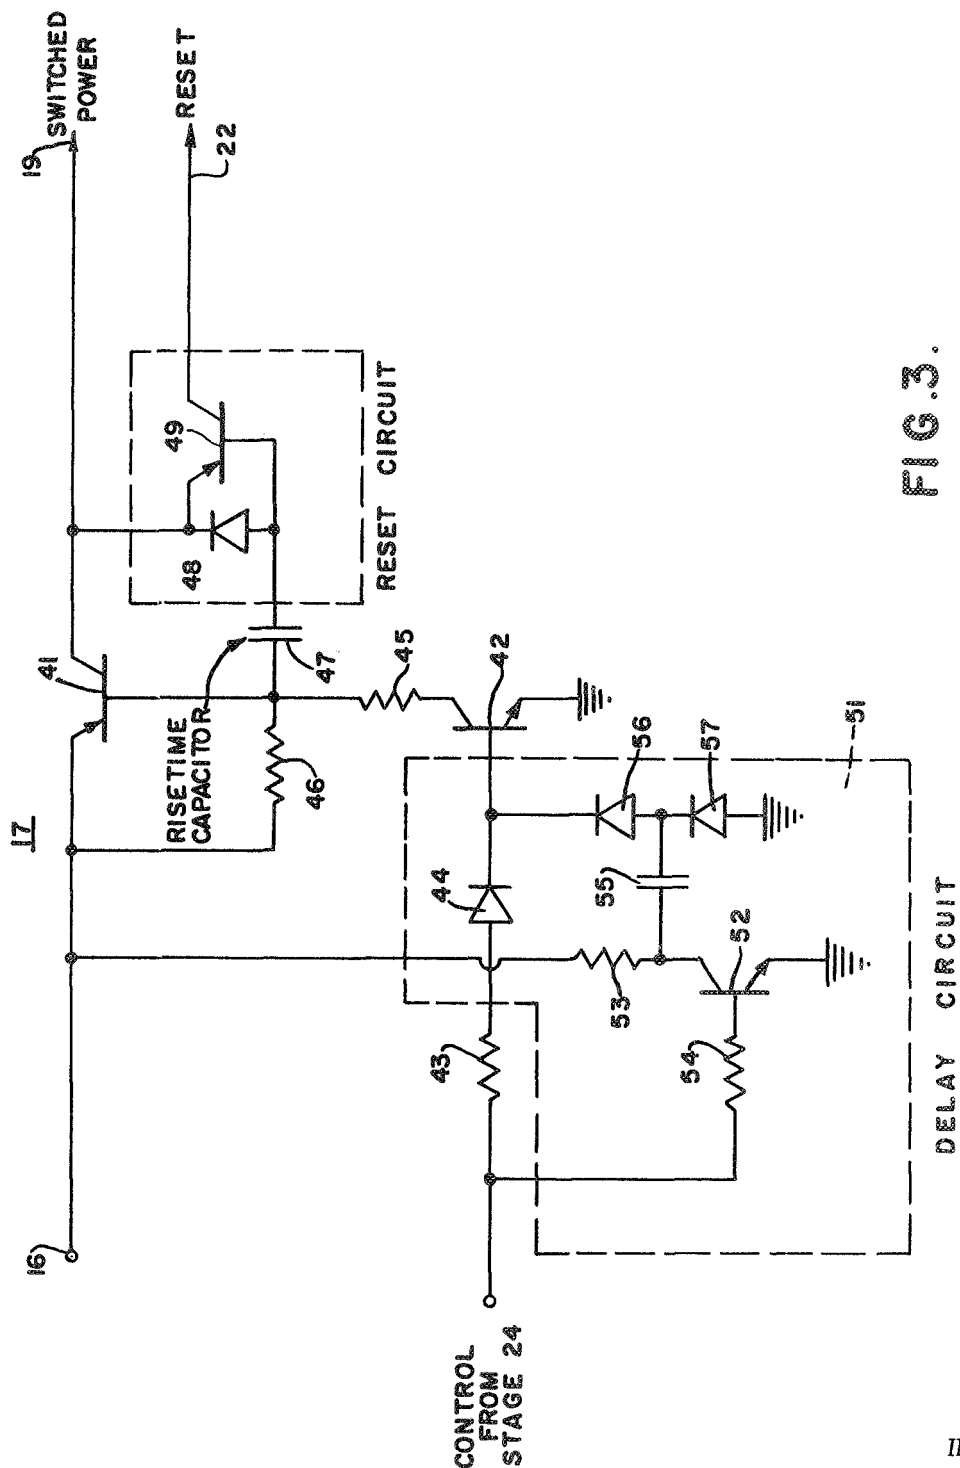 17
16
19
SWITCHED
POWER
41
RESET
22
49
48
RESET CIRCUIT
RISETIME
CAPACITOR
47
46
45
42
44
43
CONTROL
FROM
STAGE 24
53
55
56
57
54
52
51
DELAY CIRCUIT
FIG.3.